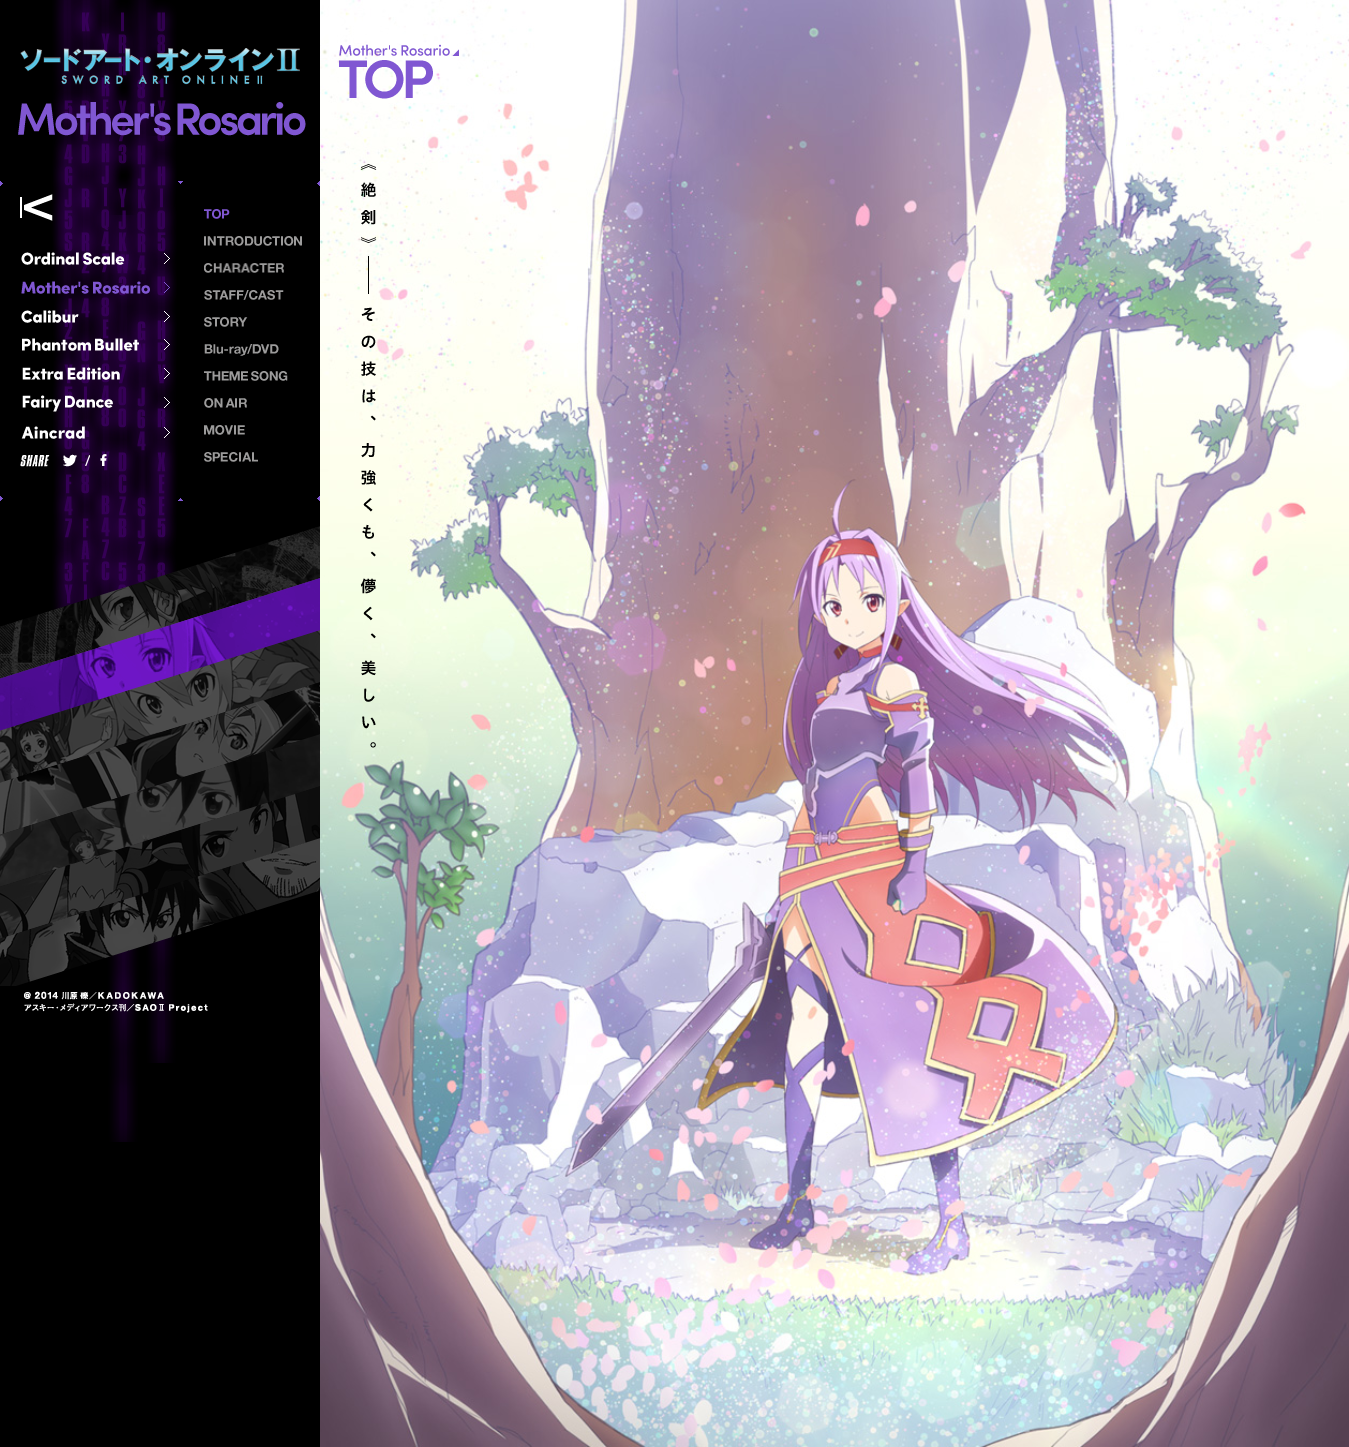 ソードアート・オンラインII
SWORD ART ONLINE II
Mother's Rosario
Ordinal Scale
Mother's Rosario
Calibur
Phantom Bullet
Extra Edition
Fairy Dance
Aincrad
SHARE /
TOP
INTRODUCTION
CHARACTER
STAFF/CAST
STORY
Blu-ray/DVD
THEME SONG
ON AIR
MOVIE
SPECIAL
© 2014 川原 礫／KADOKAWA
アスキー・メディアワークス刊／SAOⅡ Project
Mother's Rosario
TOP
《絶剣》――その技は、力強くも、儚く、美しい。